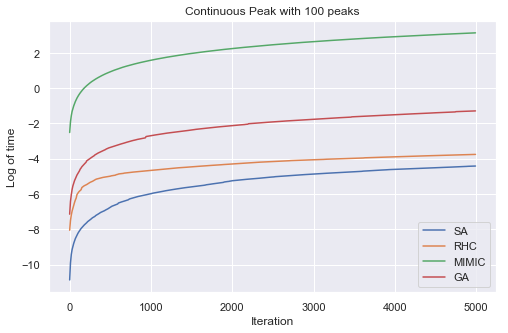 Continuous Peak with 100 peaks
Log of time
2
0
−2
−4
−6
−8
−10
0 1000 2000 3000 4000 5000
Iteration
SA
RHC
MIMIC
GA